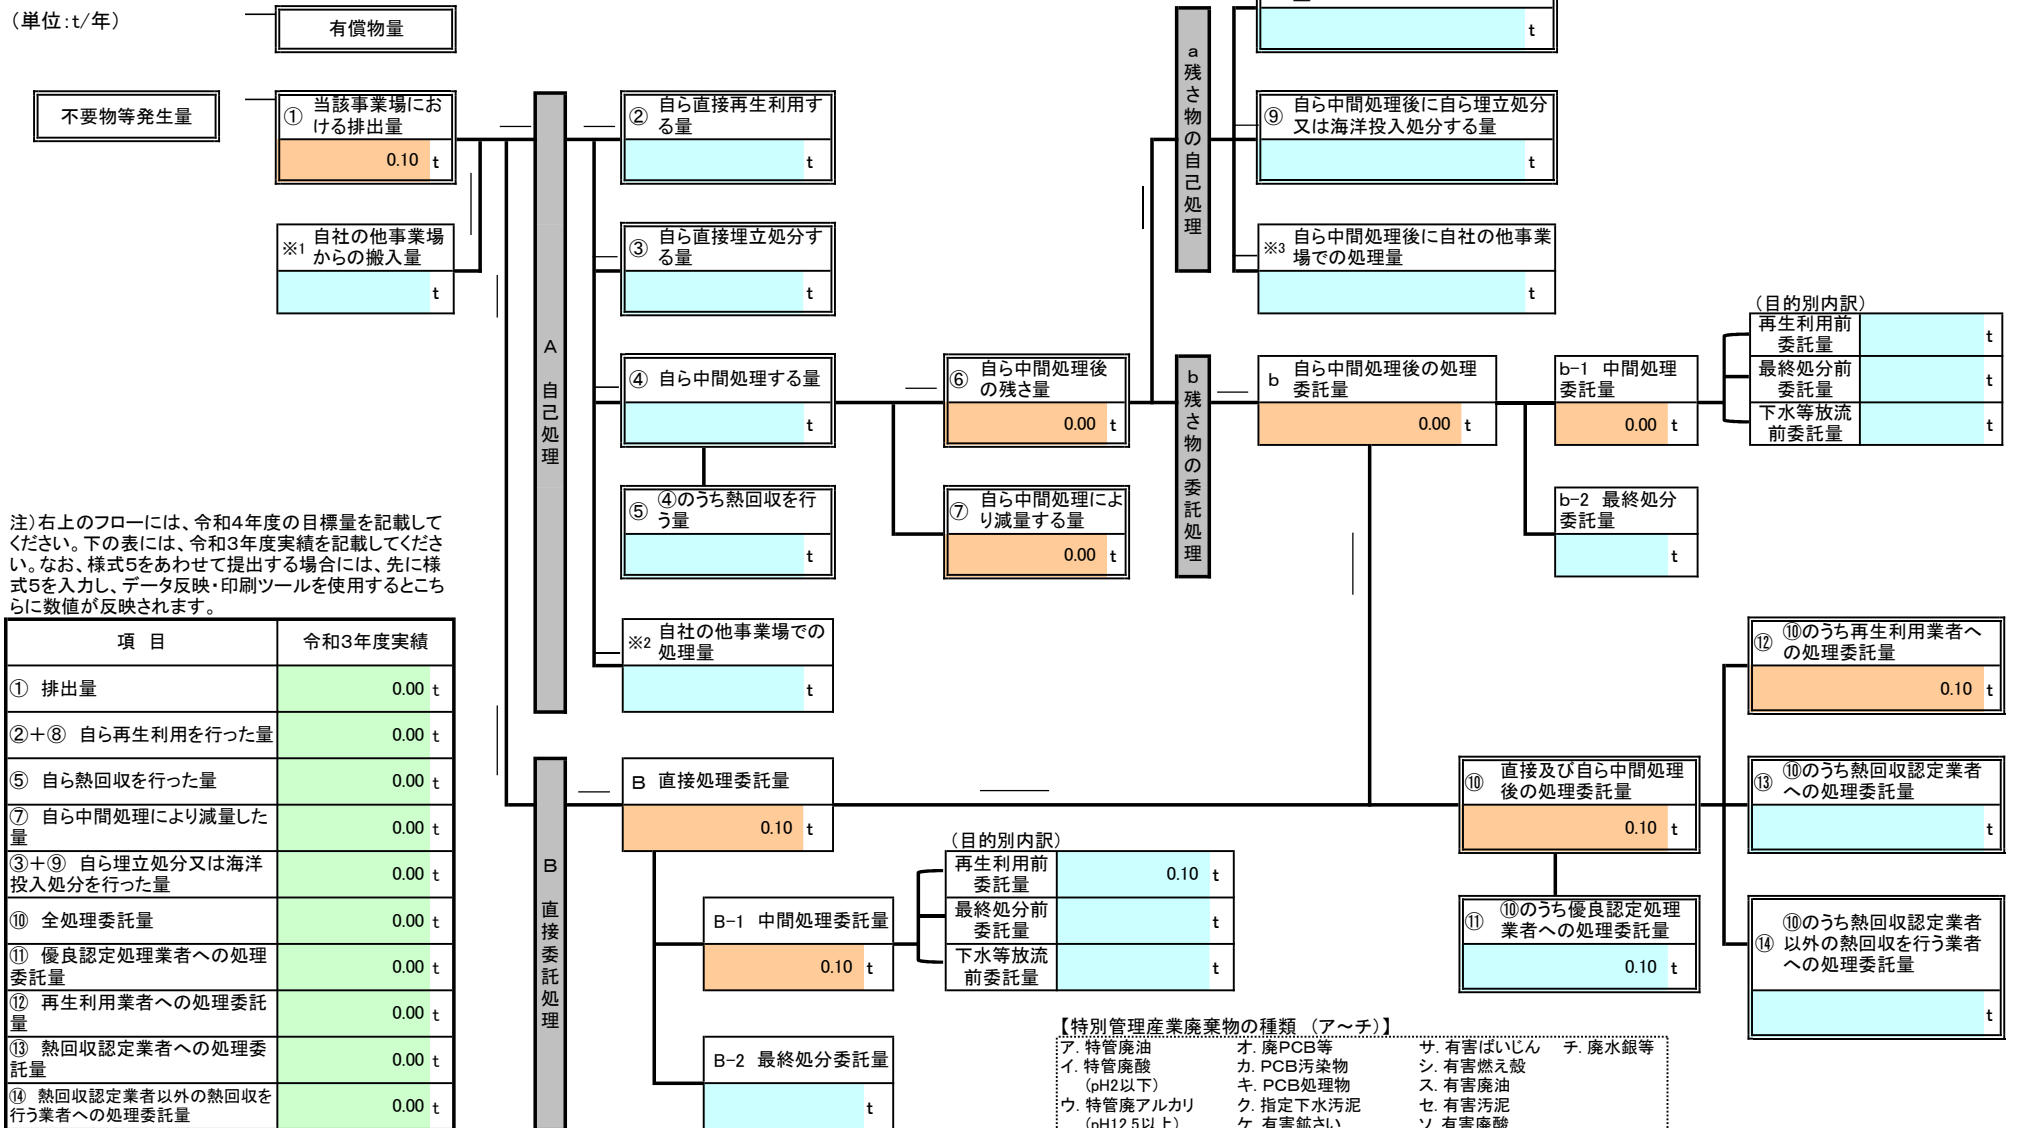 （単位：t/年）
有償物量
不要物等発生量
①
当該事業場にお
ける排出量
0.10 t
※1
自社の他事業場
からの搬入量
t
A 自己処理
②
自ら直接再生利用す
る量
t
③
自ら直接埋立処分す
る量
t
④ 自ら中間処理する量
t
⑤
④のうち熱回収を行
う量
t
※2
自社の他事業場での
処理量
t
⑥
自ら中間処理後
の残さ量
0.00 t
⑦
自ら中間処理によ
り減量する量
0.00 t
a 残さ物の自己処理
t
⑨
自ら中間処理後に自ら埋立処分
又は海洋投入処分する量
t
※3
自ら中間処理後に自社の他事業
場での処理量
t
b 残さ物の委託処理
b
自ら中間処理後の処理
委託量
0.00 t
b-1 中間処理
委託量
0.00 t
（目的別内訳）
再生利用前
委託量
t
最終処分前
委託量
t
下水等放流
前委託量
t
b-2 最終処分
委託量
t
注）右上のフローには、令和４年度の目標量を記載して
ください。下の表には、令和３年度実績を記載してくださ
い。なお、様式５をあわせて提出する場合には、先に様
式５を入力し、データ反映・印刷ツールを使用するとこち
らに数値が反映されます。
項 目 令和３年度実績
① 排出量 0.00 t
②＋⑧ 自ら再生利用を行った量 0.00 t
⑤ 自ら熱回収を行った量 0.00 t
⑦ 自ら中間処理により減量した
量 0.00 t
③＋⑨ 自ら埋立処分又は海洋
投入処分を行った量 0.00 t
⑩ 全処理委託量 0.00 t
⑪ 優良認定処理業者への処理
委託量 0.00 t
⑫ 再生利用業者への処理委託
量 0.00 t
⑬ 熱回収認定業者への処理委
託量 0.00 t
⑭ 熱回収認定業者以外の熱回収を
行う業者への処理委託量 0.00 t
B 直接委託処理
B 直接処理委託量
0.10 t
B-1 中間処理委託量
0.10 t
（目的別内訳）
再生利用前
委託量
0.10 t
最終処分前
委託量
t
下水等放流
前委託量
t
B-2 最終処分委託量
t
⑩
直接及び自ら中間処理
後の処理委託量
0.10 t
⑪
⑩のうち優良認定処理
業者への処理委託量
0.10 t
⑫
⑩のうち再生利用業者へ
の処理委託量
0.10 t
⑬
⑩のうち熱回収認定業者
への処理委託量
t
⑭
⑩のうち熱回収認定業者
以外の熱回収を行う業者
への処理委託量
t
【特別管理産業廃棄物の種類 （ア～チ）】
ア．特管廃油 オ．廃PCB等 サ．有害ばいじん チ．廃水銀等
イ．特管廃酸 カ．PCB汚染物 シ．有害燃え殻
（pH2以下） キ．PCB処理物 ス．有害廃油
ウ．特管廃アルカリ ク．指定下水汚泥 セ．有害汚泥
（pH12.5以上） ケ．有害鉱さい ソ．有害廃酸